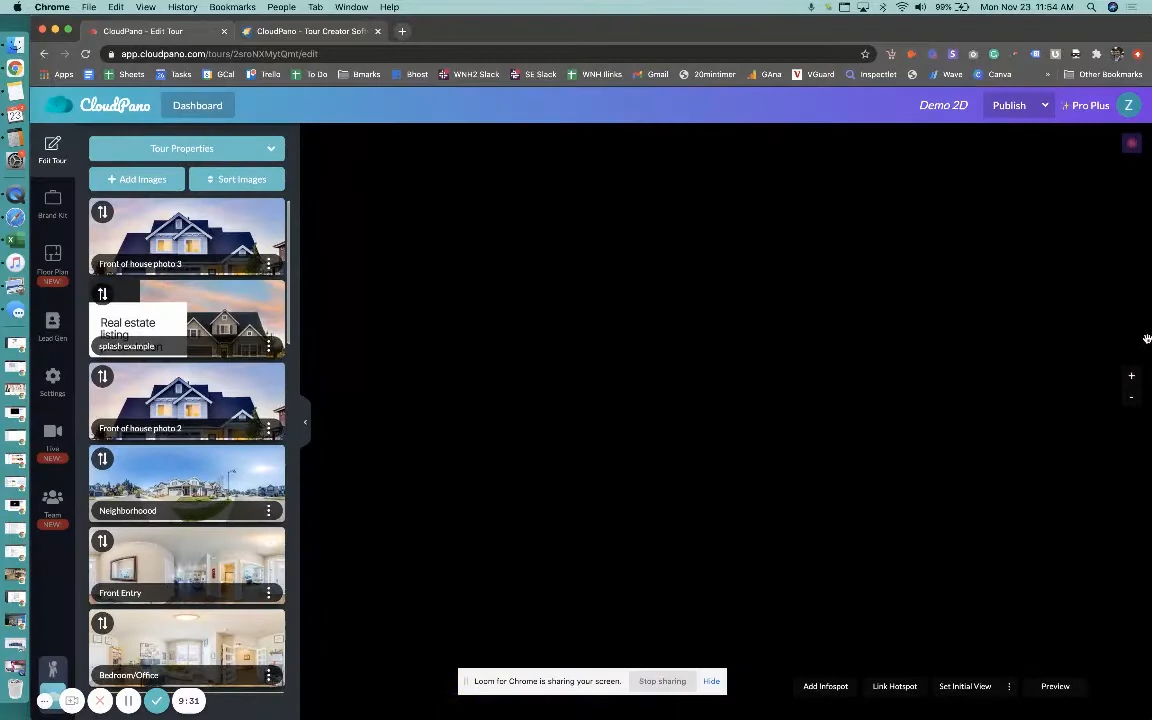 Chrome File Edit View History Bookmarks People Tab Window Help
99% Mon Nov 23 11:54 AM
CloudPano - Edit Tour
CloudPano - Tour Creator Soft
app.cloudpano.com/tours/2sroNXMytQmt/edit
Apps Sheets Tasks GCal Trello To Do Bmarks Bhost WNH2 Slack SE Slack WNH links Gmail 20mintimer GAna VGuard Inspectlet Wave Canva » Other Bookmarks
CloudPano Dashboard Demo 2D Publish Pro Plus Z
Edit Tour
Brand Kit
Floor Plan
NEW!
Lead Gen
Settings
Live
NEW!
Team
NEW!
Tour Properties
+ Add Images
Sort Images
Front of house photo 3
Real estate
listing
splash example
Front of house photo 2
Neighborhoood
Front Entry
Bedroom/Office
+
-
Loom for Chrome is sharing your screen. Stop sharing Hide
Add Infospot Link Hotspot Set Initial View Preview
9:31